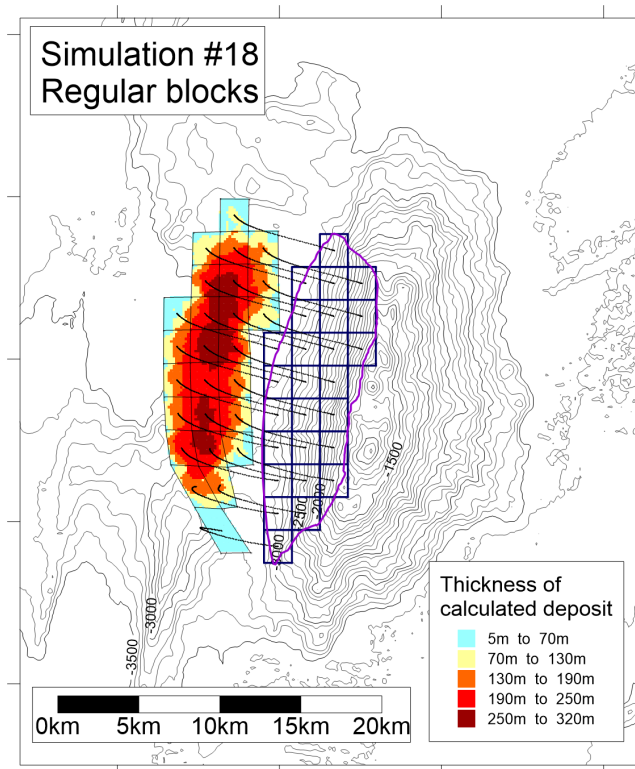 Simulation #18
Regular blocks
-1500
-2000
-2500
-3000
-3000
-3500
Thickness of
calculated deposit
5m to 70m
70m to 130m
130m to 190m
190m to 250m
250m to 320m
0km 5km 10km 15km 20km